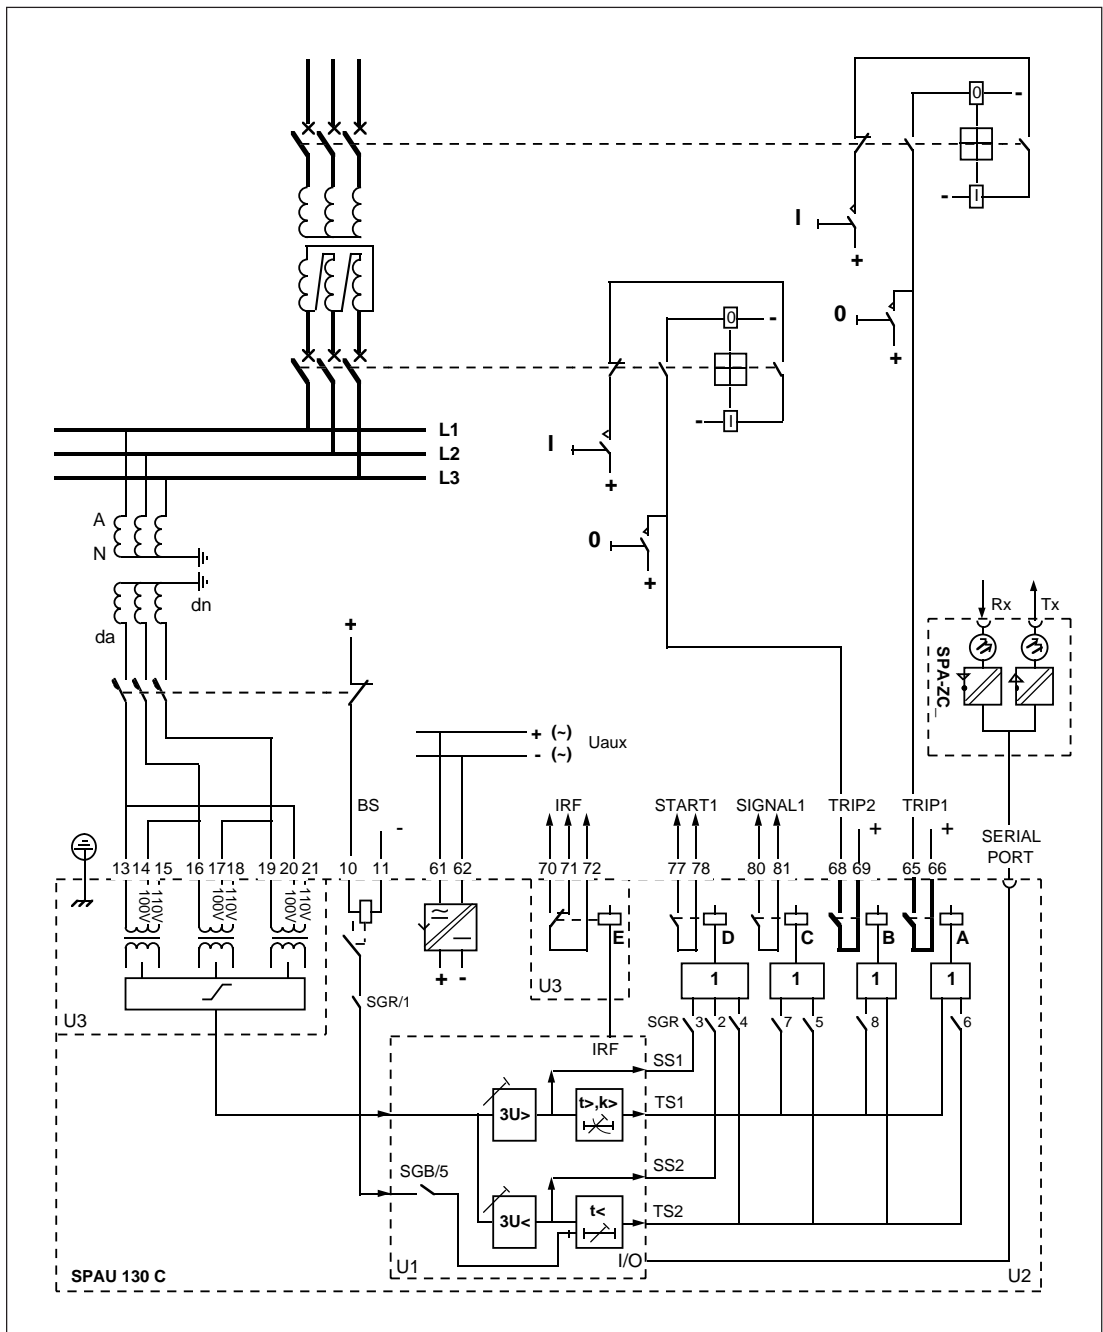 0 -
- I
I
+
0
+
0 -
- I
I
+
0
+
L1
L2
L3
A
N
dn
da
+
Rx Tx
SPA-ZC_
+ (~)
- (~)
Uaux
BS
-
IRF START1 SIGNAL1 TRIP2 TRIP1
+ +
SERIAL
PORT
13 14 15 16 17 18 19 20 21 10 11 61 62 70 71 72 77 78 80 81 68 69 65 66
110V
100V
110V
100V
110V
100V
E D C B A
+ -
1 1 1 1
U3
U3
SGR/1
SGR 3 2 4 7 5 8 6
IRF
SS1
3U>
t>,k>
TS1
SGB/5
SS2
3U<
t<
TS2
U1
I/O
U2
SPAU 130 C